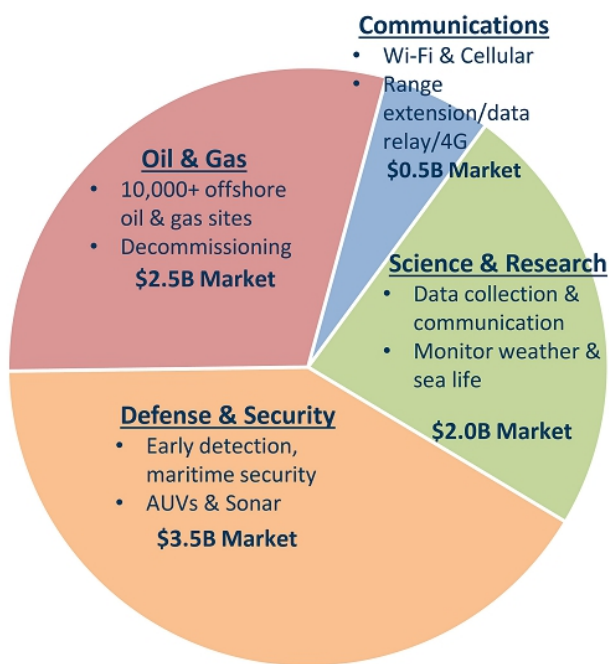 Communications
• Wi-Fi & Cellular
• Range
extension/data
relay/4G
$0.5B Market
Oil & Gas
• 10,000+ offshore
oil & gas sites
• Decommissioning
$2.5B Market
Science & Research
• Data collection &
communication
• Monitor weather &
sea life
$2.0B Market
Defense & Security
• Early detection,
maritime security
• AUVs & Sonar
$3.5B Market